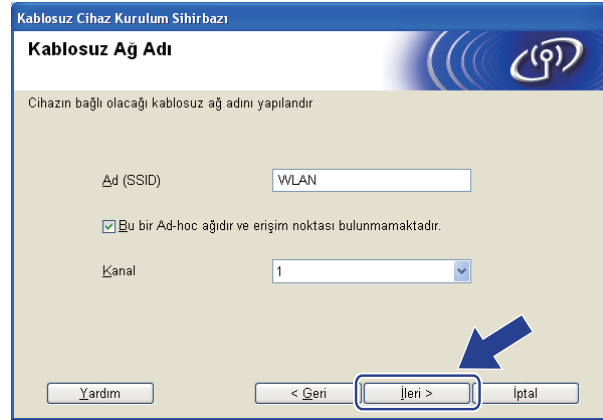 Kablosuz Cihaz Kurulum Sihirbazı
Kablosuz Ağ Adı
Cihazın bağlı olacağı kablosuz ağ adını yapılandır
Ad (SSID) WLAN
Bu bir Ad-hoc ağıdır ve erişim noktası bulunmamaktadır.
Kanal 1
Yardım < Geri İleri > İptal